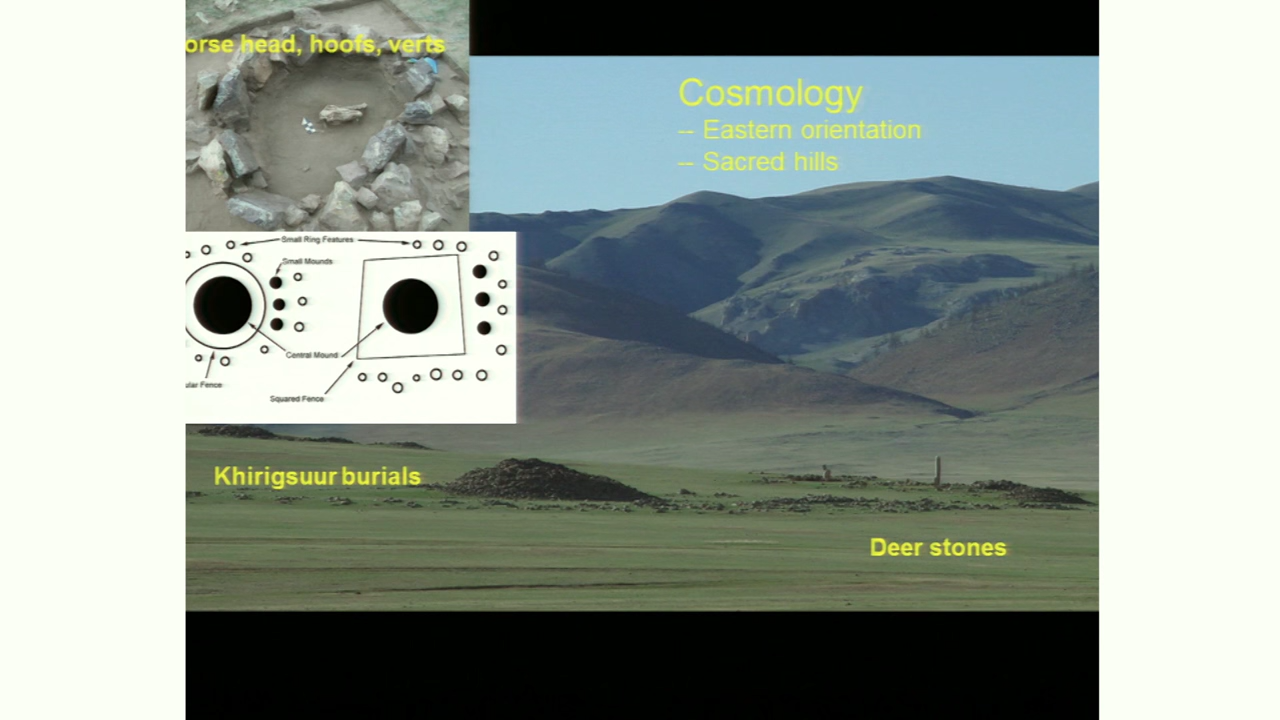 orse head, hoofs, verts
Cosmology
-- Eastern orientation
-- Sacred hills
Small Ring Features
Small Mounds
Central Mound
ular Fence
Squared Fence
Khirigsuur burials
Deer stones